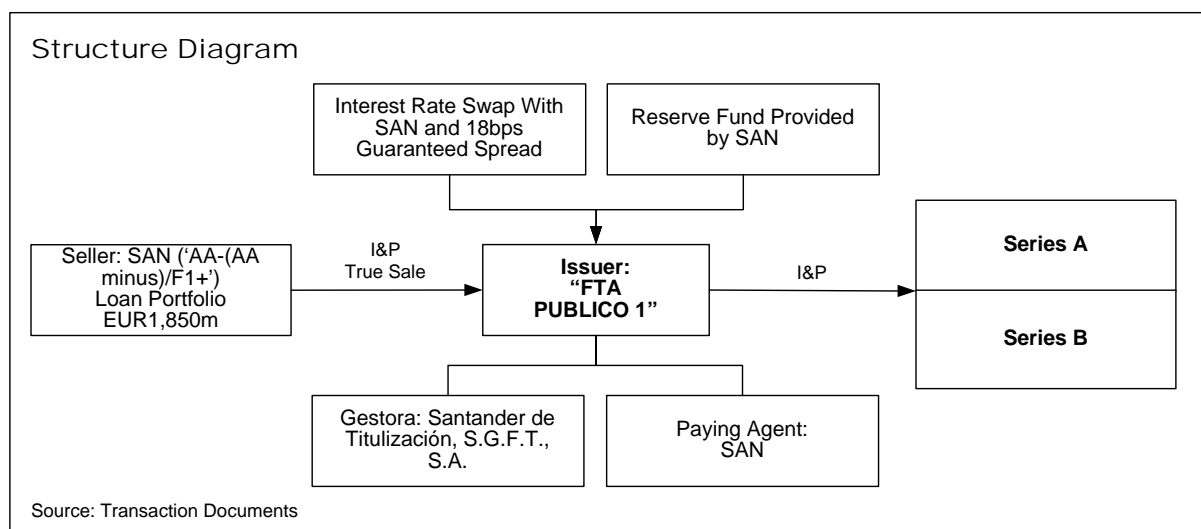 Structure Diagram
Interest Rate Swap With
SAN and 18bps
Guaranteed Spread
Reserve Fund Provided
by SAN
Seller: SAN (‘AA-(AA
minus)/F1+’)
Loan Portfolio
EUR1,850m
I&P
True Sale
Issuer:
“FTA
PUBLICO 1”
I&P
Series A
Series B
Gestora: Santander de
Titulización, S.G.F.T.,
S.A.
Paying Agent:
SAN
Source: Transaction Documents